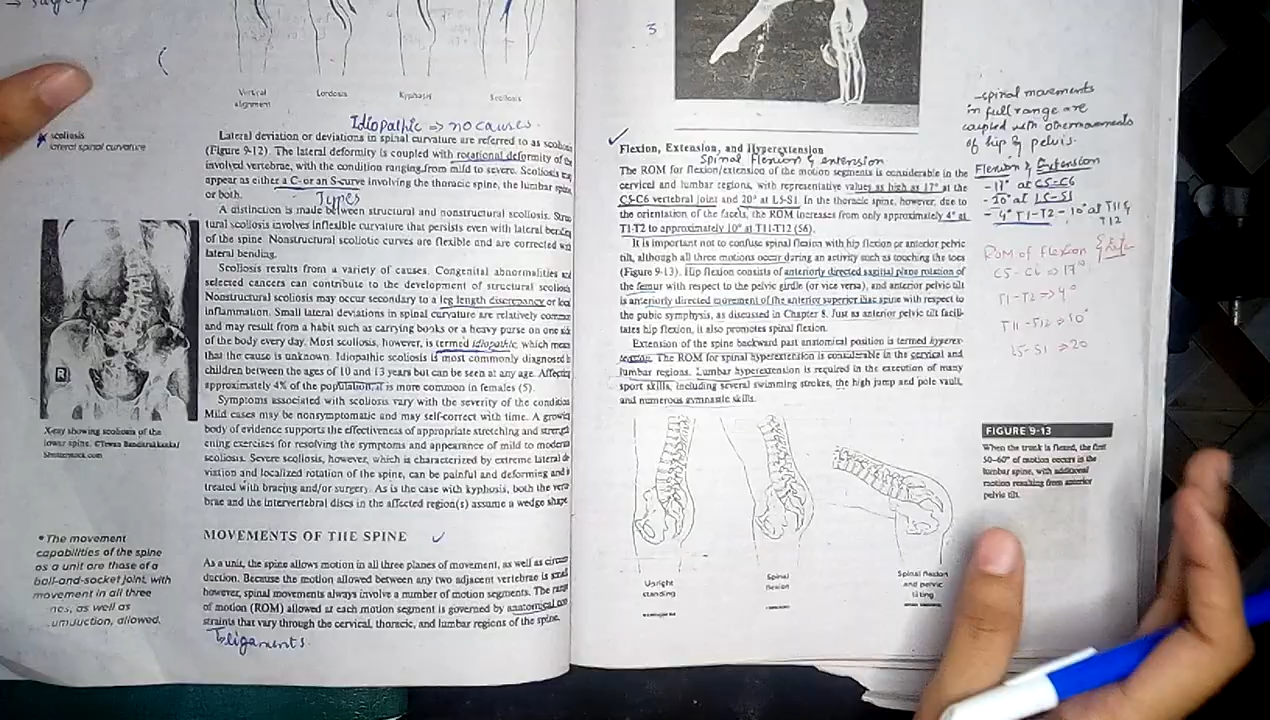 → surgery
Vertical
alignment
Lordosis
Kyphosis
Scoliosis
Idiopathic => no causes.
scoliosis
lateral spinal curvature
Lateral deviation or deviations in spinal curvature are referred to as
(Figure 9-12). The lateral deformity is coupled with rotational deformity of
involved vertebrae, with the condition ranging from mild to severe. Scoliosis
appear as either a C- or an S-curve involving the thoracic spine, the lumbar
or both.
Types
A distinction is made between structural and nonstructural scoliosis.
tural scoliosis involves inflexible curvature that persists even with lateral
of the spine. Nonstructural scoliotic curves are flexible and are corrected
lateral bending.
Scoliosis results from a variety of causes. Congenital abnormalities
selected cancers can contribute to the development of structural
Nonstructural scoliosis may occur secondary to a leg length discrepancy or
inflammation. Small lateral deviations in spinal curvature are relatively
and may result from a habit such as carrying books or a heavy purse on one
of the body every day. Most scoliosis, however, is termed idiopathic, which
that the cause is unknown. Idiopathic scoliosis is most commonly diagnosed
children between the ages of 10 and 13 years but can be seen at any age.
approximately 4% of the population, it is more common in females (5).
Symptoms associated with scoliosis vary with the severity of the
Mild cases may be nonsymptomatic and may self-correct with time. A
body of evidence supports the effectiveness of appropriate stretching and
ening exercises for resolving the symptoms and appearance of mild to
scoliosis. Severe scoliosis, however, which is characterized by extreme lateral de
viation and localized rotation of the spine, can be painful and deforming and
treated with bracing and/or surgery. As is the case with kyphosis, both the
brae and the intervertebral discs in the affected region(s) assume a wedge shape
R
X-ray showing scoliosis of the
lower spine.
Shutterstock.com
MOVEMENTS OF THE SPINE
• The movement
capabilities of the spine
as a unit are those of a
ball-and-socket joint, with
movement in all three
nes, as well as
allowed.
As a unit, the spine allows motion in all three planes of movement, as well as
duction. Because the motion allowed between any two adjacent vertebrae is
however, spinal movements always involve a number of motion segments. The
of motion (ROM) allowed at each motion segment is governed by anatomical
straints that vary through the cervical, thoracic, and lumbar regions of the spine.
ligaments
3
Flexion, Extension, and Hyperextension
Spinal Flexion & extension
The ROM for flexion/extension of the motion segments is considerable in the
cervical and lumbar regions, with representative values as high as 17° at the
C5-C6 vertebral joint and 20° at L5-S1. In the thoracic spine, however, due to
the orientation of the facets, the ROM increases from only approximately 4° at
T1-T2 to approximately 10° at T11-T12 (56).
It is important not to confuse spinal flexion with hip flexion or anterior pelvic
tilt, although all three motions occur during an activity such as touching the toes
(Figure 9-13). Hip flexion consists of anteriorly directed sagittal plane rotation of
the femur with respect to the pelvic girdle (or vice versa), and anterior pelvic tilt
is anteriorly directed movement of the anterior superior iliac spine with respect to
the pubic symphysis, as discussed in Chapter 8. Just as anterior pelvic tilt facili-
tates hip flexion, it also promotes spinal flexion.
Extension of the spine backward past anatomical position is termed hyperex-
tension. The ROM for spinal hyperextension is considerable in the cervical and
lumbar regions. Lumbar hyperextension is required in the execution of many
sport skills, including several swimming strokes, the high jump and pole vault,
and numerous gymnastic skills.
- spinal movements
in full range are
coupled with other movements
of hip & pelvis.
Flexion & Extension
- 17° at C5-C6
- 20° at L5-S1
- 4° T1-T2 - 10° at T11 &
T12
ROM of Flexion &
C5-C6 => 17°
T1-T2 => 4°
T11-S12 => 10°
L5-S1 => 20
FIGURE 9-13
When the trunk is flexed, the first
50-60° of motion occurs in the
lumbar spine, with additional
motion resulting from anterior
pelvic tilt.
Upright
standing
Spinal
flexion
Spinal flexion
and pelvic
tilting